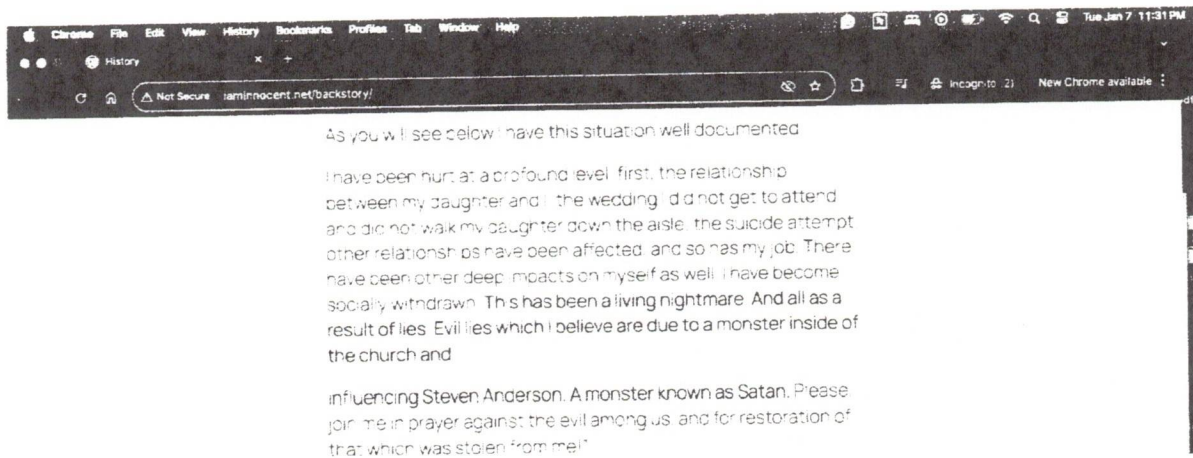 Chrome File Edit View History Bookmarks Profiles Tab Window Help Tue Jan 7 11:31 PM
History × +
Not Secure iaminnocent.net/backstory/ Incognito (2) New Chrome available
As you will see below I have this situation well documented
I have been hurt at a profound level. first, the relationship
between my daughter and I, the wedding I did not get to attend
and did not walk my daughter down the aisle, the suicide attempt
other relationships have been affected, and so has my job. There
have been other deep impacts on myself as well. I have become
socially withdrawn. This has been a living nightmare. And all as a
result of lies. Evil lies which I believe are due to a monster inside of
the church and
influencing Steven Anderson. A monster known as Satan. Please
join me in prayer against the evil among us, and for restoration of
that which was stolen from me!"